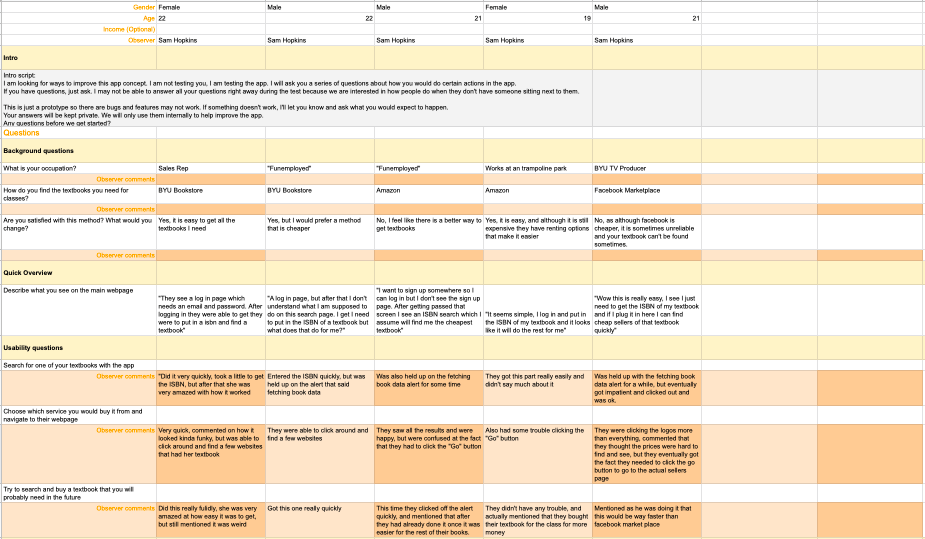 Gender Female Male Male Female Male
Age 22 22 21 19 21
Income (Optional)
Observer Sam Hopkins Sam Hopkins Sam Hopkins Sam Hopkins Sam Hopkins
Intro
Intro script:
I am looking for ways to improve this app concept. I am not testing you, I am testing the app. I will ask you a series of questions about how you would do certain actions in the app.
If you have questions, just ask. I may not be able to answer all your questions right away during the test because we are interested in how people do when they don't have someone sitting next to them.
This is just a prototype so there are bugs and features may not work. If something doesn't work, I'll let you know and ask what you would expect to happen.
Your answers will be kept private. We will only use them internally to help improve the app.
Any questions before we get started?
Questions
Background questions
What is your occupation? Sales Rep "Funemployed" "Funemployed" Works at an trampoline park BYU TV Producer
Observer comments
How do you find the textbooks you need for
classes?
BYU Bookstore BYU Bookstore Amazon Amazon Facebook Marketplace
Observer comments
Are you satisfied with this method? What would you
change?
Yes, it is easy to get all the
textbooks I need
Yes, but I would prefer a method
that is cheaper
No, I feel like there is a better way to
get textbooks
Yes, it is easy, and although it is still
expensive they have renting options
that make it easier
No, as although facebook is
cheaper, it is sometimes unreliable
and your textbook can't be found
sometimes.
Observer comments
Quick Overview
Describe what you see on the main webpage
"They see a log in page which
needs an email and password. After
logging in they were able to get they
were to put in a isbn and find a
textbook"
"A log in page, but after that I don't
understand what I am supposed to
do on this search page. I get I need
to put in the ISBN of a textbook but
what does that do for me?"
"I want to sign up somewhere so I
can log in but I don't see the sign up
page. After getting passed that
screen I see an ISBN search which I
assume will find me the cheapest
textbook"
"It seems simple, I log in and put in
the ISBN of my textbook and it looks
like it will do the rest for me"
"Wow this is really easy, I see I just
need to get the ISBN of my textbook
and if I plug it in here I can find
cheap sellers of that textbook
quickly"
Usability questions
Search for one of your textbooks with the app
Observer comments
"Did it very quickly, took a little to get
the ISBN, but after that she was
very amazed with how it worked
Entered the ISBN quickly, but was
held up on the alert that said
fetching book data
Was also held up on the fetching
book data alert for some time
They got this part really easily and
didn't say much about it
Was held up with the fetching book
data alert for a while, but eventually
got impatient and clicked out and
was ok.
Choose which service you would buy it from and
navigate to their webpage
Observer comments
Very quick, commented on how it
looked kinda funky, but was able to
click around and find a few websites
that had her textbook
They were able to click around and
find a few websites
They saw all the results and were
happy, but were confused at the fact
that they had to click the "Go" button
Also had some trouble clicking the
"Go" button
They were clicking the logos more
than everything, commented that
they thought the prices were hard to
find and see, but they eventually got
the fact they needed to click the go
button to go to the actual sellers
page
Try to search and buy a textbook that you will
probably need in the future
Observer comments
Did this really fulidly, she was very
amazed at how easy it was to get,
but still mentioned it was weird
Got this one really quickly
This time they clicked off the alert
quickly, and mentioned that after
they had already done it once it was
easier for the rest of their books.
They didn't have any trouble, and
actually mentioned that they bought
their textbook for the class for more
money
Mentioned as he was doing it that
this would be way faster than
facebook market place